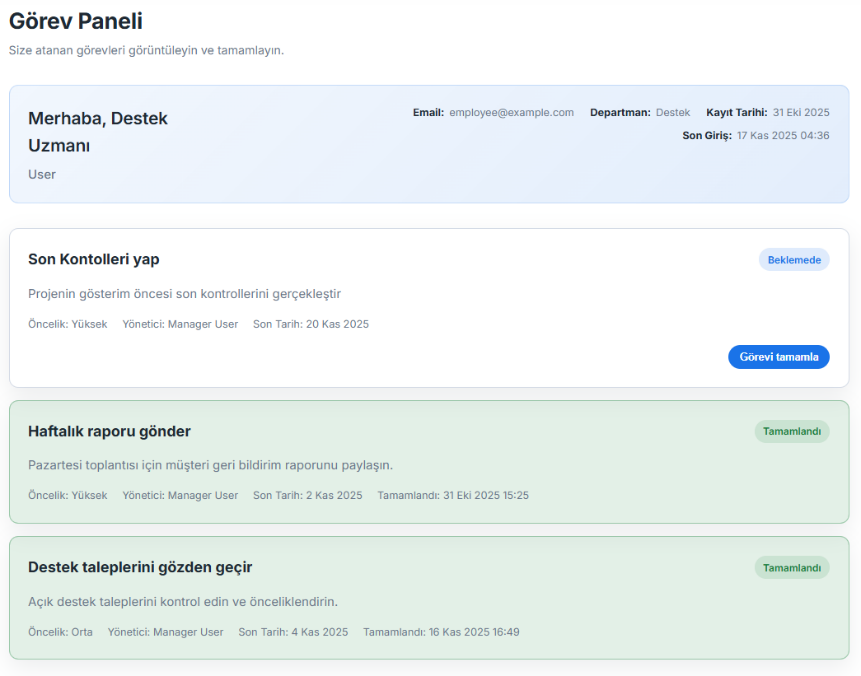 Görev Paneli
Size atanan görevleri görüntüleyin ve tamamlayın.
Merhaba, Destek
Uzmanı
User
Email: employee@example.com Departman: Destek Kayıt Tarihi: 31 Eki 2025
Son Giriş: 17 Kas 2025 04:36
Son Kontolleri yap
Beklemede
Projenin gösterim öncesi son kontrollerini gerçekleştir
Öncelik: Yüksek Yönetici: Manager User Son Tarih: 20 Kas 2025
Görevi tamamla
Haftalık raporu gönder
Tamamlandı
Pazartesi toplantısı için müşteri geri bildirim raporunu paylaşın.
Öncelik: Yüksek Yönetici: Manager User Son Tarih: 2 Kas 2025 Tamamlandı: 31 Eki 2025 15:25
Destek taleplerini gözden geçir
Tamamlandı
Açık destek taleplerini kontrol edin ve önceliklendirin.
Öncelik: Orta Yönetici: Manager User Son Tarih: 4 Kas 2025 Tamamlandı: 16 Kas 2025 16:49